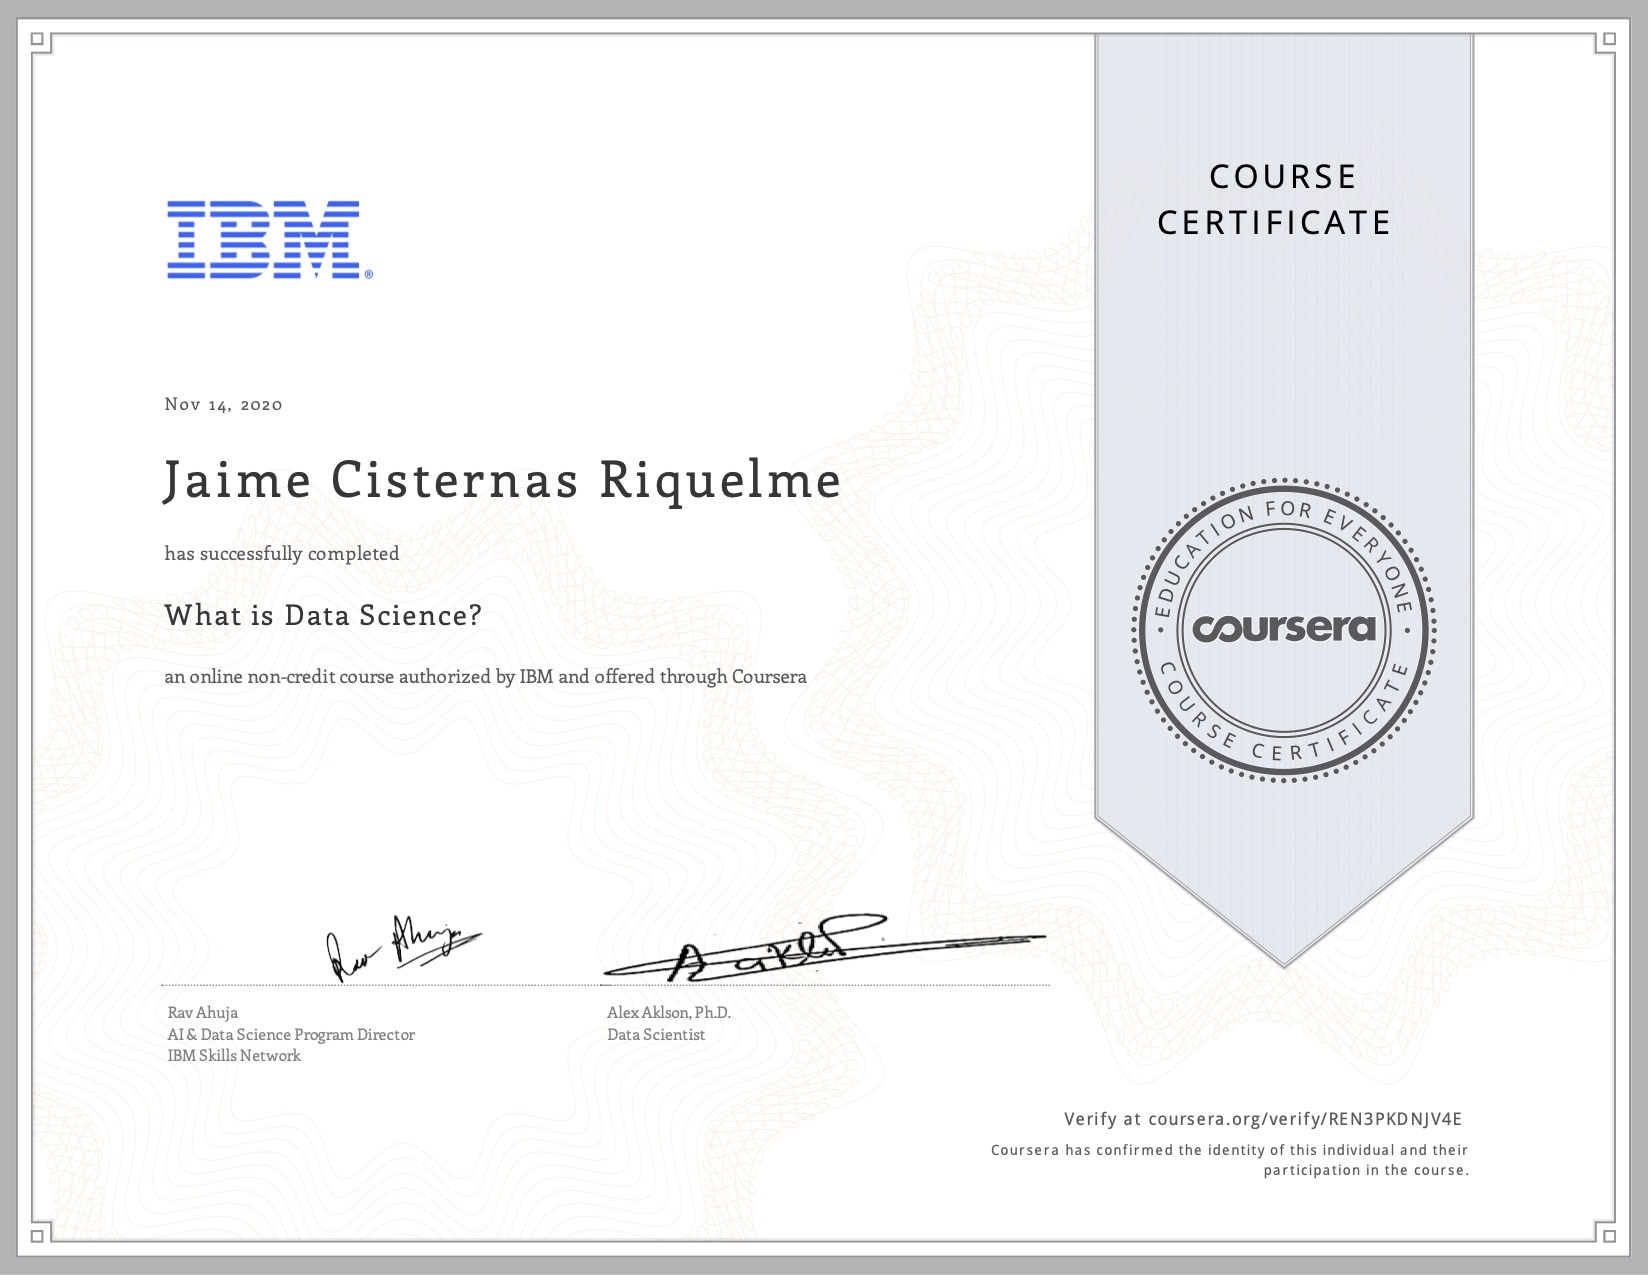 IBM®
COURSE
CERTIFICATE
Nov 14, 2020
Jaime Cisternas Riquelme
has successfully completed
What is Data Science?
an online non-credit course authorized by IBM and offered through Coursera
EDUCATION FOR EVERYONE
coursera
COURSE CERTIFICATE
Rav Ahuja
Rav Ahuja
AI & Data Science Program Director
IBM Skills Network
Alex Aklson, Ph.D.
Data Scientist
Verify at coursera.org/verify/REN3PKDNJV4E
Coursera has confirmed the identity of this individual and their
participation in the course.